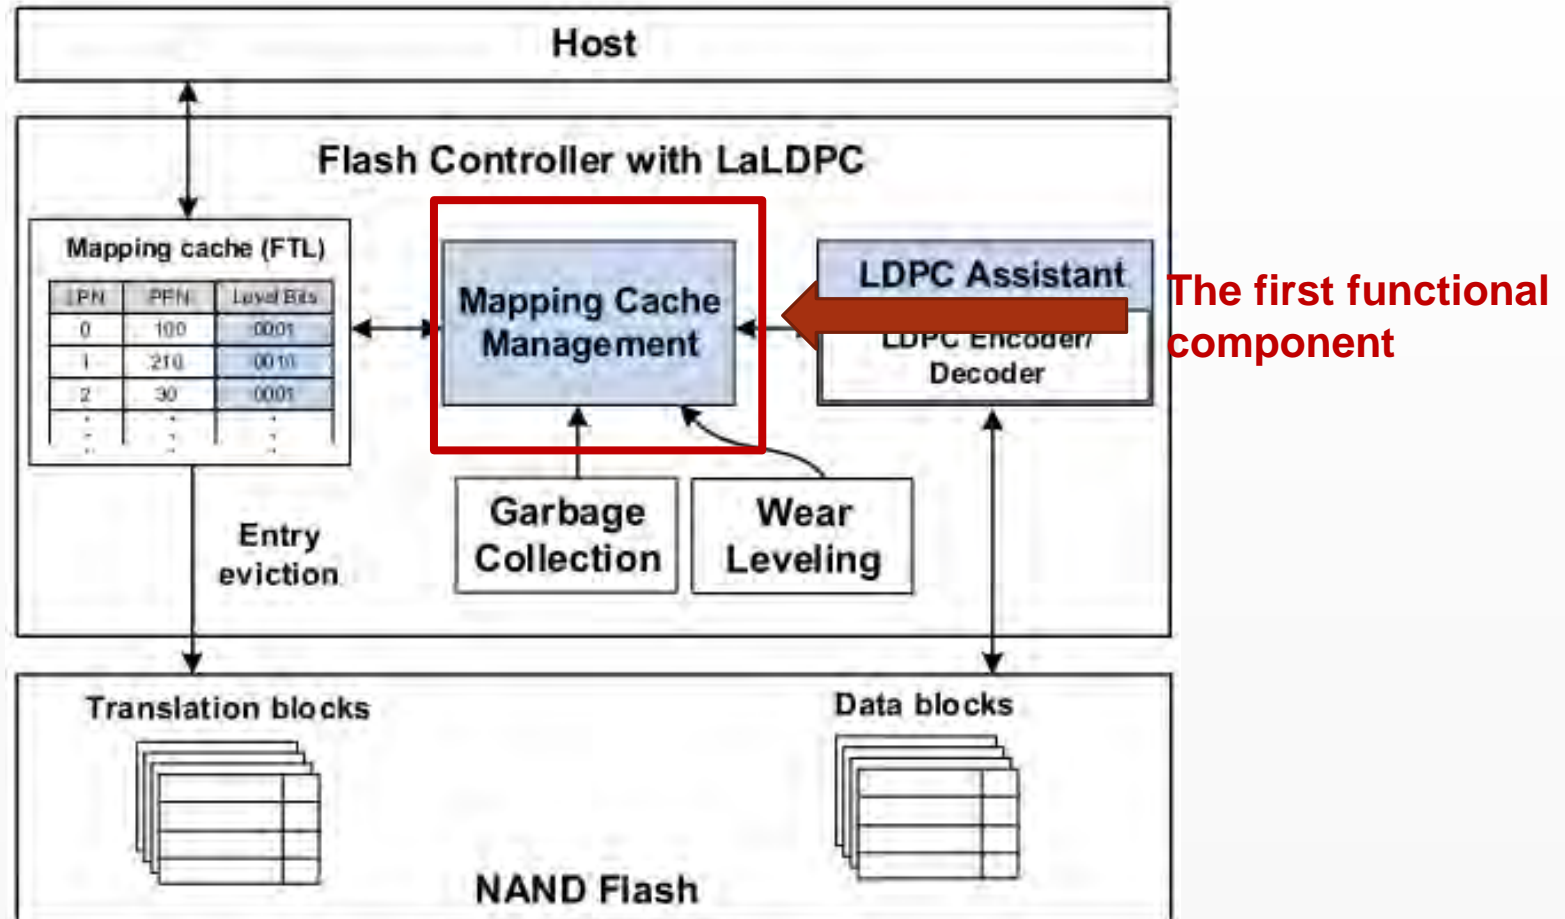 Host
Flash Controller with LaLDPC
Mapping cache (FTL)
LPN PPN Level Bits
0 100 0001
1 210 0010
2 30 0001
Mapping Cache
Management
LDPC Assistant
LDPC Encoder/
Decoder
The first functional
component
Garbage
Collection
Wear
Leveling
Entry
eviction
Translation blocks
Data blocks
NAND Flash